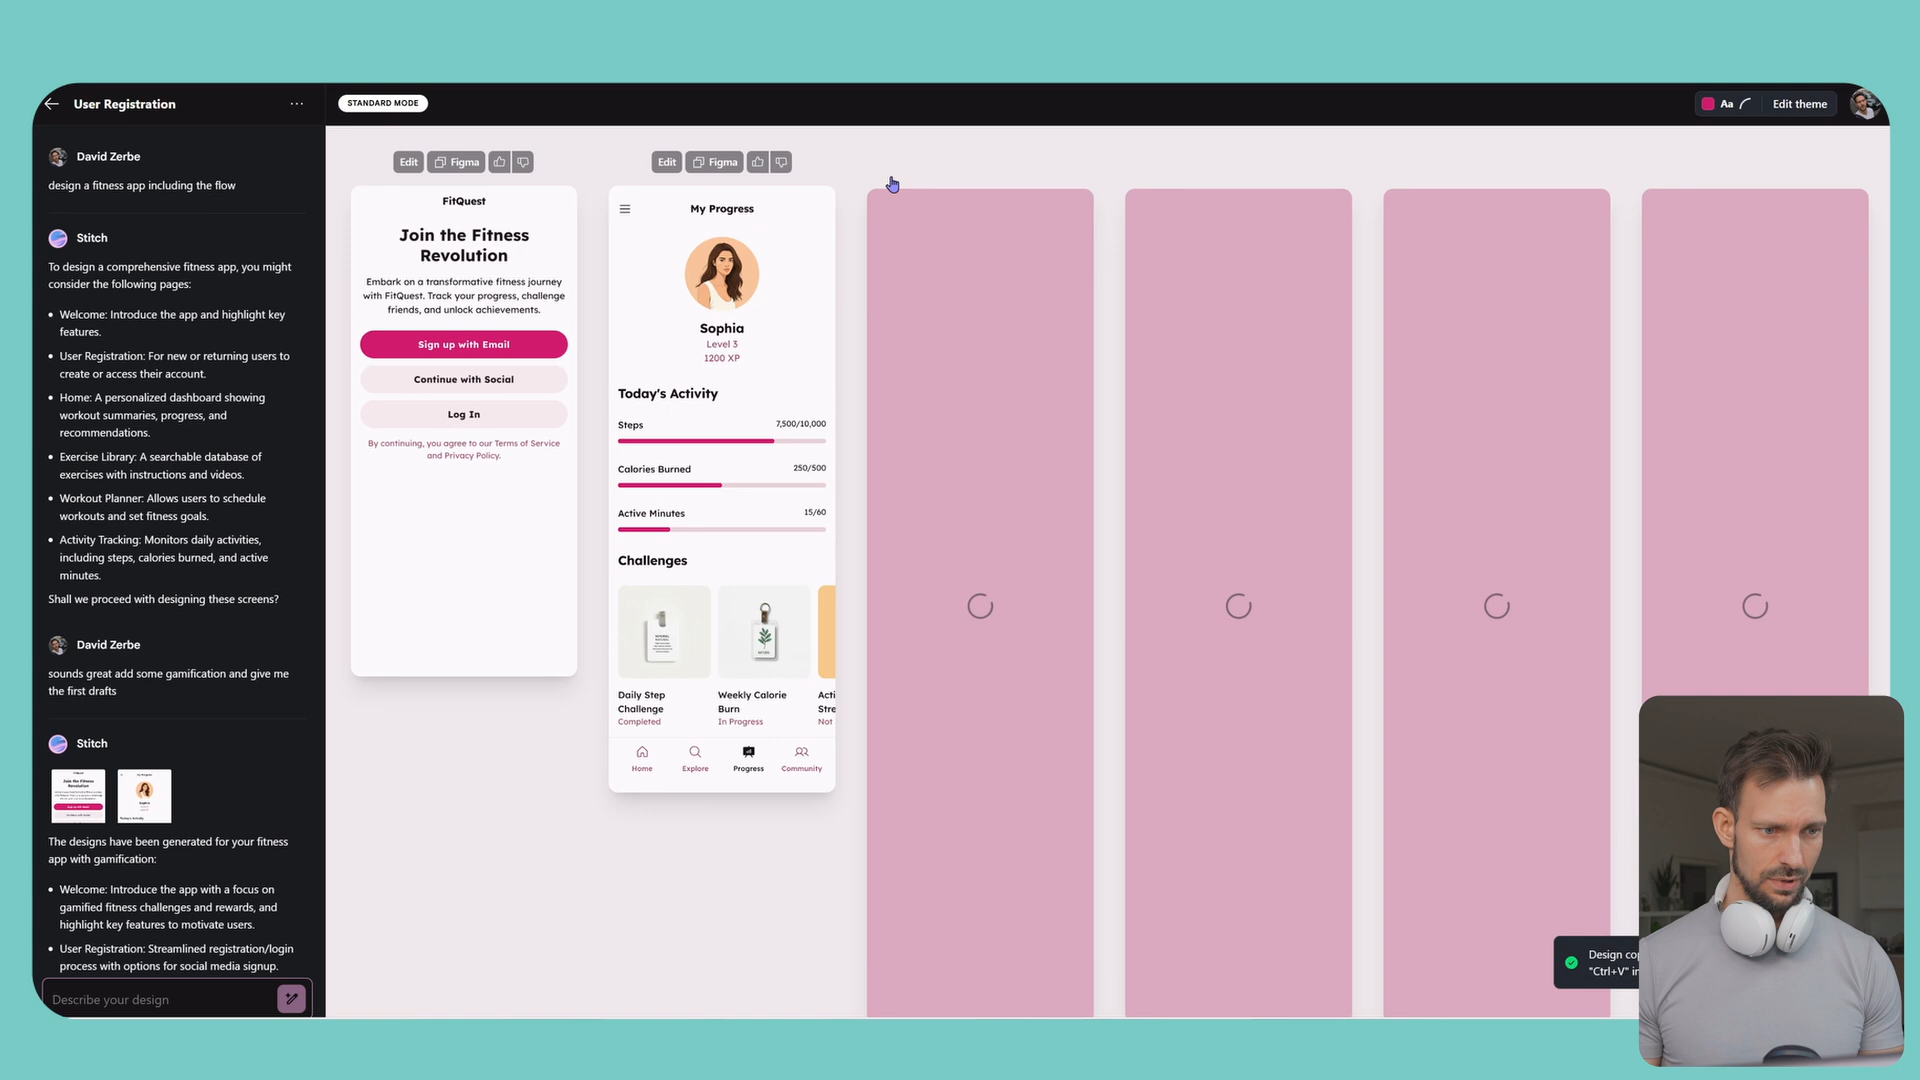 User Registration
...
STANDARD MODE
Aa
Edit theme
David Zerbe
design a fitness app including the flow
Stitch
To design a comprehensive fitness app, you might
consider the following pages:
• Welcome: Introduce the app and highlight key
features.
• User Registration: For new or returning users to
create or access their account.
• Home: A personalized dashboard showing
workout summaries, progress, and
recommendations.
• Exercise Library: A searchable database of
exercises with instructions and videos.
• Workout Planner: Allows users to schedule
workouts and set fitness goals.
• Activity Tracking: Monitors daily activities,
including steps, calories burned, and active
minutes.
Shall we proceed with designing these screens?
David Zerbe
sounds great add some gamification and give me
the first drafts
Stitch
The designs have been generated for your fitness
app with gamification:
• Welcome: Introduce the app with a focus on
gamified fitness challenges and rewards, and
highlight key features to motivate users.
• User Registration: Streamlined registration/login
process with options for social media signup.
Describe your design
Edit
Figma
FitQuest
Join the Fitness
Revolution
Embark on a transformative fitness journey
with FitQuest. Track your progress, challenge
friends, and unlock achievements.
Sign up with Email
Continue with Social
Log In
By continuing, you agree to our Terms of Service
and Privacy Policy.
Edit
Figma
My Progress
Sophia
Level 3
1200 XP
Today's Activity
Steps 7,500/10,000
Calories Burned 250/500
Active Minutes 15/60
Challenges
Daily Step
Challenge
Completed
Weekly Calorie
Burn
In Progress
Acti
Stre
Not
Home
Explore
Progress
Community
Design cop
"Ctrl+V" in